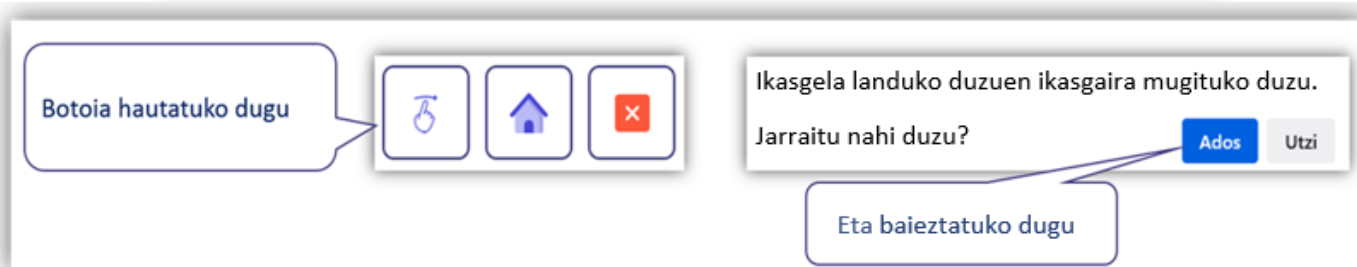 Botoia hautatuko dugu
Ikasgela landuko duzuen ikasgaira mugituko duzu.
Jarraitu nahi duzu?
Ados
Utzi
Eta baieztatuko dugu